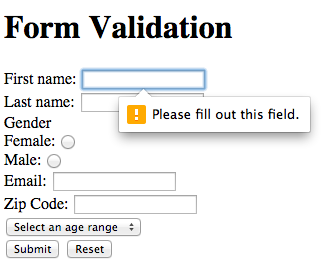 Form Validation
First name:
Last name:
! Please fill out this field.
Gender
Female:
Male:
Email:
Zip Code:
Select an age range
Submit Reset